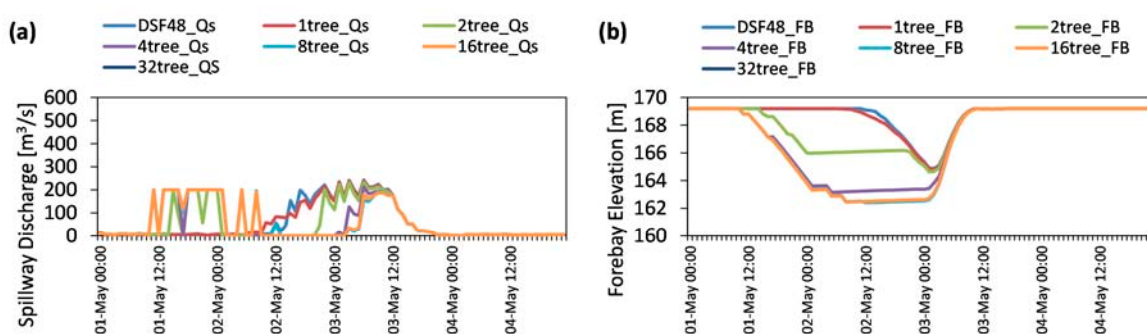 (a)
DSF48_Qs 1tree_Qs 2tree_Qs
4tree_Qs 8tree_Qs 16tree_Qs
32tree_QS
Spillway Discharge [m³/s]
600
500
400
300
200
100
0
01-May 00:00
01-May 12:00
02-May 00:00
02-May 12:00
03-May 00:00
03-May 12:00
04-May 00:00
04-May 12:00
(b)
DSF48_FB 1tree_FB 2tree_FB
4tree_FB 8tree_FB 16tree_FB
32tree_FB
Forebay Elevation [m]
170
168
166
164
162
160
01-May 00:00
01-May 12:00
02-May 00:00
02-May 12:00
03-May 00:00
03-May 12:00
04-May 00:00
04-May 12:00